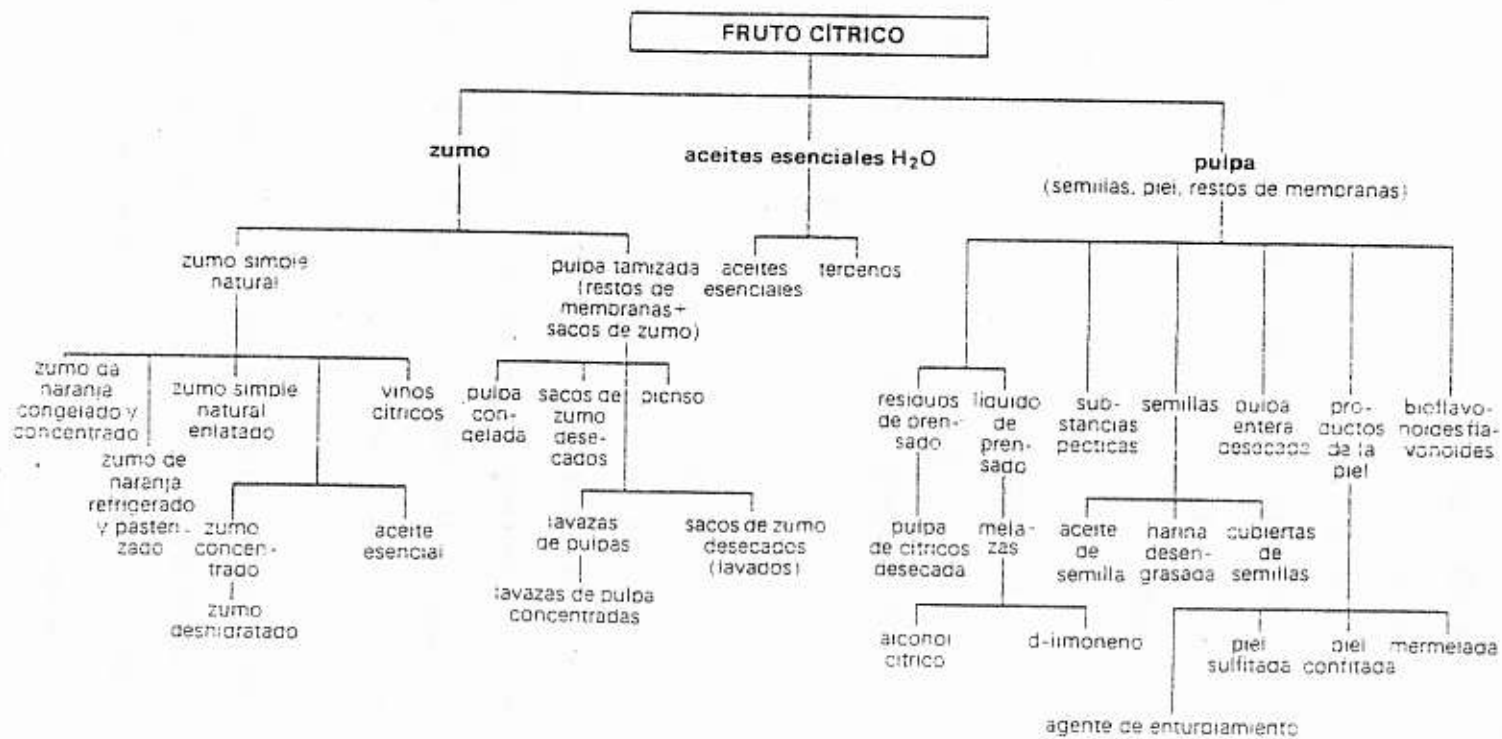 FRUTO CÍTRICO
zumo
aceites esenciales H₂O
pulpa
(semillas, piel, restos de membranas)
zumo simple
natural
pulpa tamizada
(restos de
membranas+
sacos de zumo)
aceites
esenciales
terpenos
zumo da
naranja
congelado y
concentrado
zumo de
naranja
refrigerado
y pasteri-
zado
zumo simple
natural
enlatado
zumo
concen-
trado
zumo
deshidratado
aceite
esencial
vinos
cítricos
pulpa
con-
gelada
sacos de
zumo
dese-
cados
pienso
lavazas
de pulpas
lavazas de pulpa
concentradas
sacos de zumo
desecados
(lavados)
residuos
de pren-
sado
pulpa
de cítricos
desecada
líquido
de
pren-
sado
mela-
zas
alcohol
cítrico
d-limoneno
sub-
stancias
pécticas
semillas
aceite
de
semilla
harina
desen-
grasada
cubiertas
de
semillas
pulpa
entera
desecada
pro-
ductos
de la
piel
agente de enturbiamiento
piel
sulfitada
piel
confitada
mermelada
bioflavo-
noides fla-
vonoides